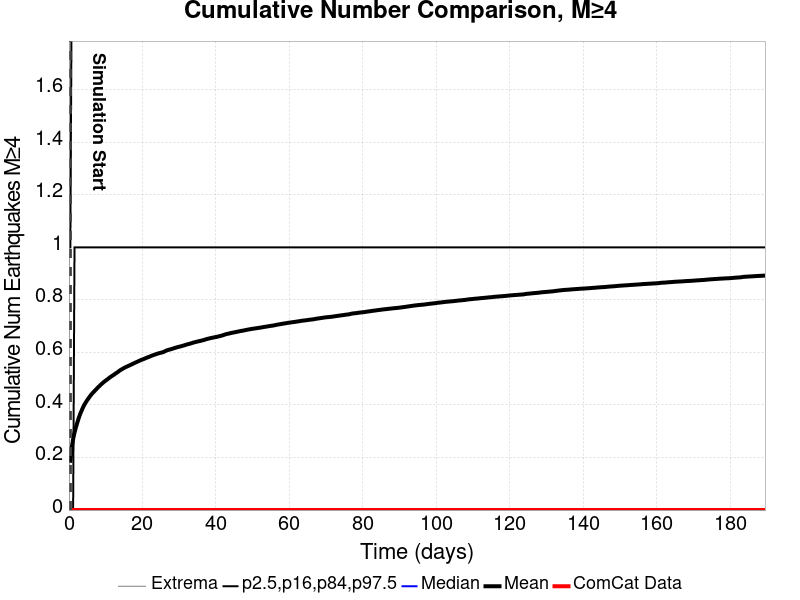 Cumulative Number Comparison, M≥4
Cumulative Num Earthquakes M≥4
1.6
1.4
1.2
1
0.8
0.6
0.4
0.2
0
Simulation Start
0 20 40 60 80 100 120 140 160 180
Time (days)
Extrema p2.5,p16,p84,p97.5 Median Mean ComCat Data